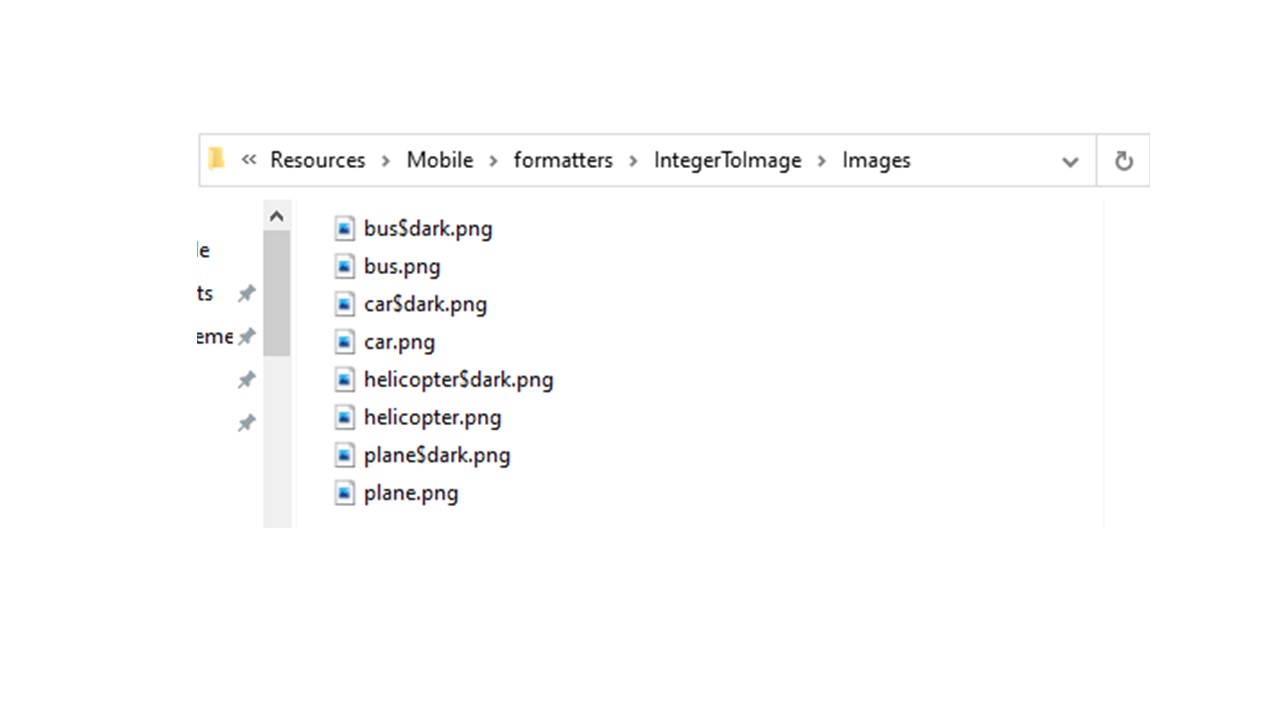 « Resources > Mobile > formatters > IntegerToImage > Images
le
ts
eme
bus$dark.png
bus.png
car$dark.png
car.png
helicopter$dark.png
helicopter.png
plane$dark.png
plane.png